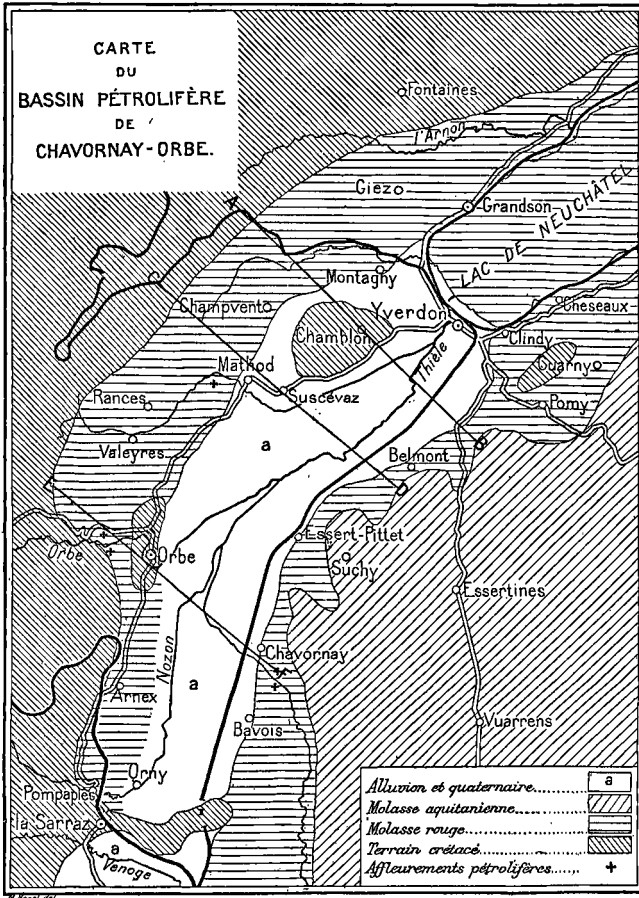 CARTE
DU
BASSIN PÉTROLIFÈRE
DE
CHAVORNAY-ORBE.
Fontaines
l'Arnon
Giezo
Grandson
LAC DE NEUCHÂTEL
A
C
Montagny
Champvent
Yverdon
Cheseaux
Chamblon
Clindy
Mathod
Thièle
Cuarny
Suscévaz
Rances
Pomy
a
Valeyres
B
Belmont
E
D
Essert-Pittet
Orbe
Orbe
Suchy
Essertines
Nozon
Chavornay
a
Arnex
Bavois
Vuarrens
Orny
Pompaples
la Sarraz
a
Venoge
Alluvion et quaternaire a
Molasse aquitanienne
Molasse rouge
Terrain crétacé
Affleurements pétrolifères +